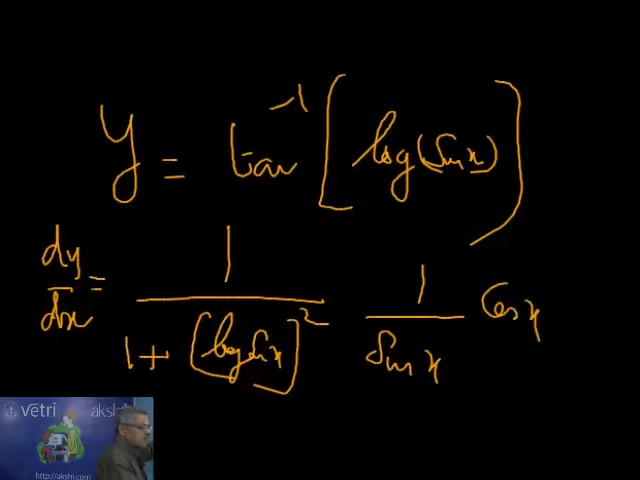 y = tan⁻¹ [log(sin x)]
dy/dx = 1/(1 + [log sin x]²) 1/(sin x) cos x
vetri akshi
http://akshi.com